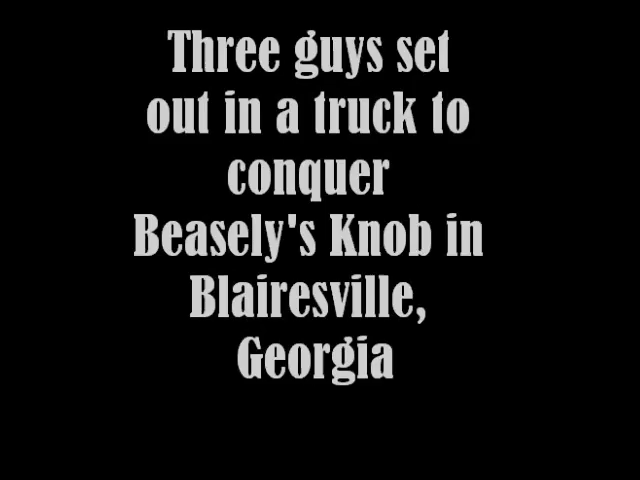 Three guys set
out in a truck to
conquer
Beasely's Knob in
Blairesville,
Georgia